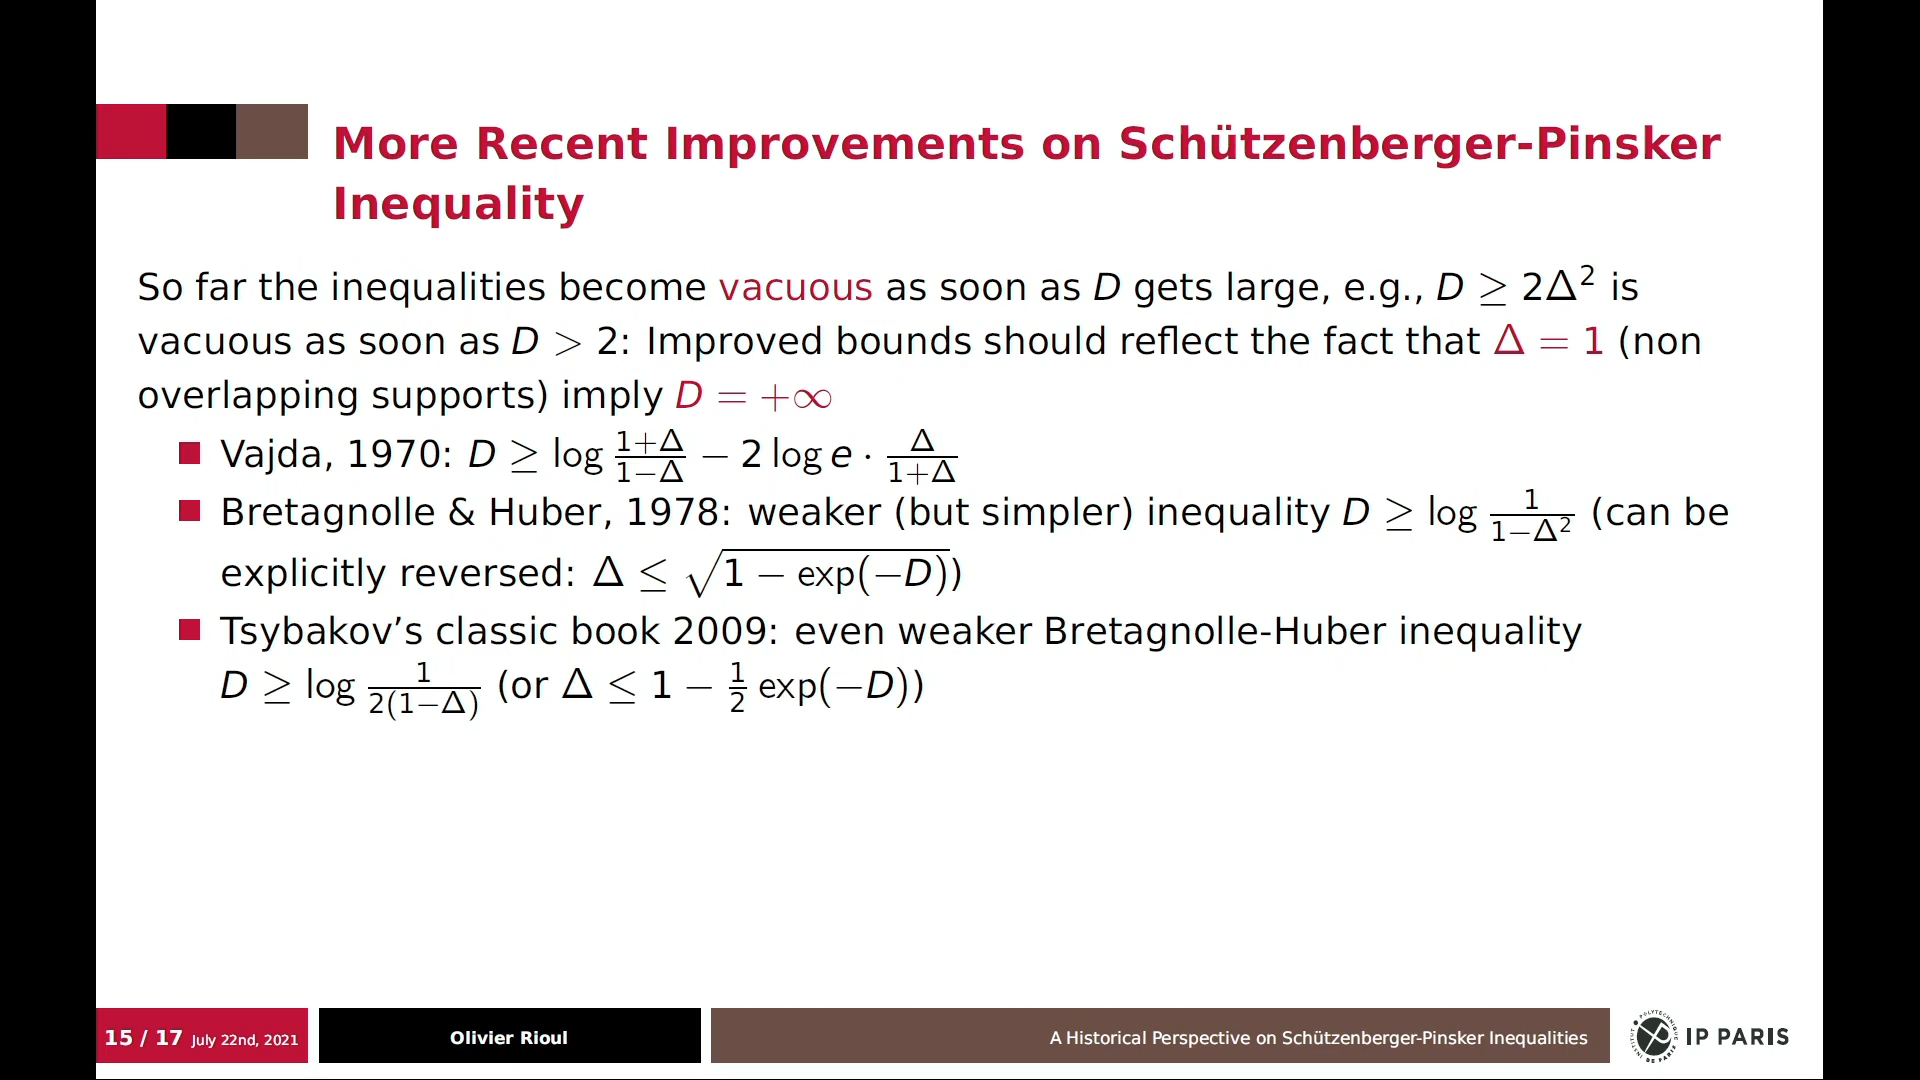 More Recent Improvements on Schützenberger-Pinsker
Inequality
So far the inequalities become vacuous as soon as D gets large, e.g., D ≥ 2Δ² is
vacuous as soon as D > 2: Improved bounds should reflect the fact that Δ = 1 (non
overlapping supports) imply D = +∞
Vajda, 1970: D ≥ log (1+Δ)/(1−Δ) − 2 log e · Δ/(1+Δ)
Bretagnolle & Huber, 1978: weaker (but simpler) inequality D ≥ log 1/(1−Δ²) (can be
explicitly reversed: Δ ≤ √(1 − exp(−D)))
Tsybakov’s classic book 2009: even weaker Bretagnolle-Huber inequality
D ≥ log 1/(2(1−Δ)) (or Δ ≤ 1 − 1/2 exp(−D))
15 / 17 July 22nd, 2021
Olivier Rioul
A Historical Perspective on Schützenberger-Pinsker Inequalities
INSTITUT POLYTECHNIQUE DE PARIS
IP PARIS